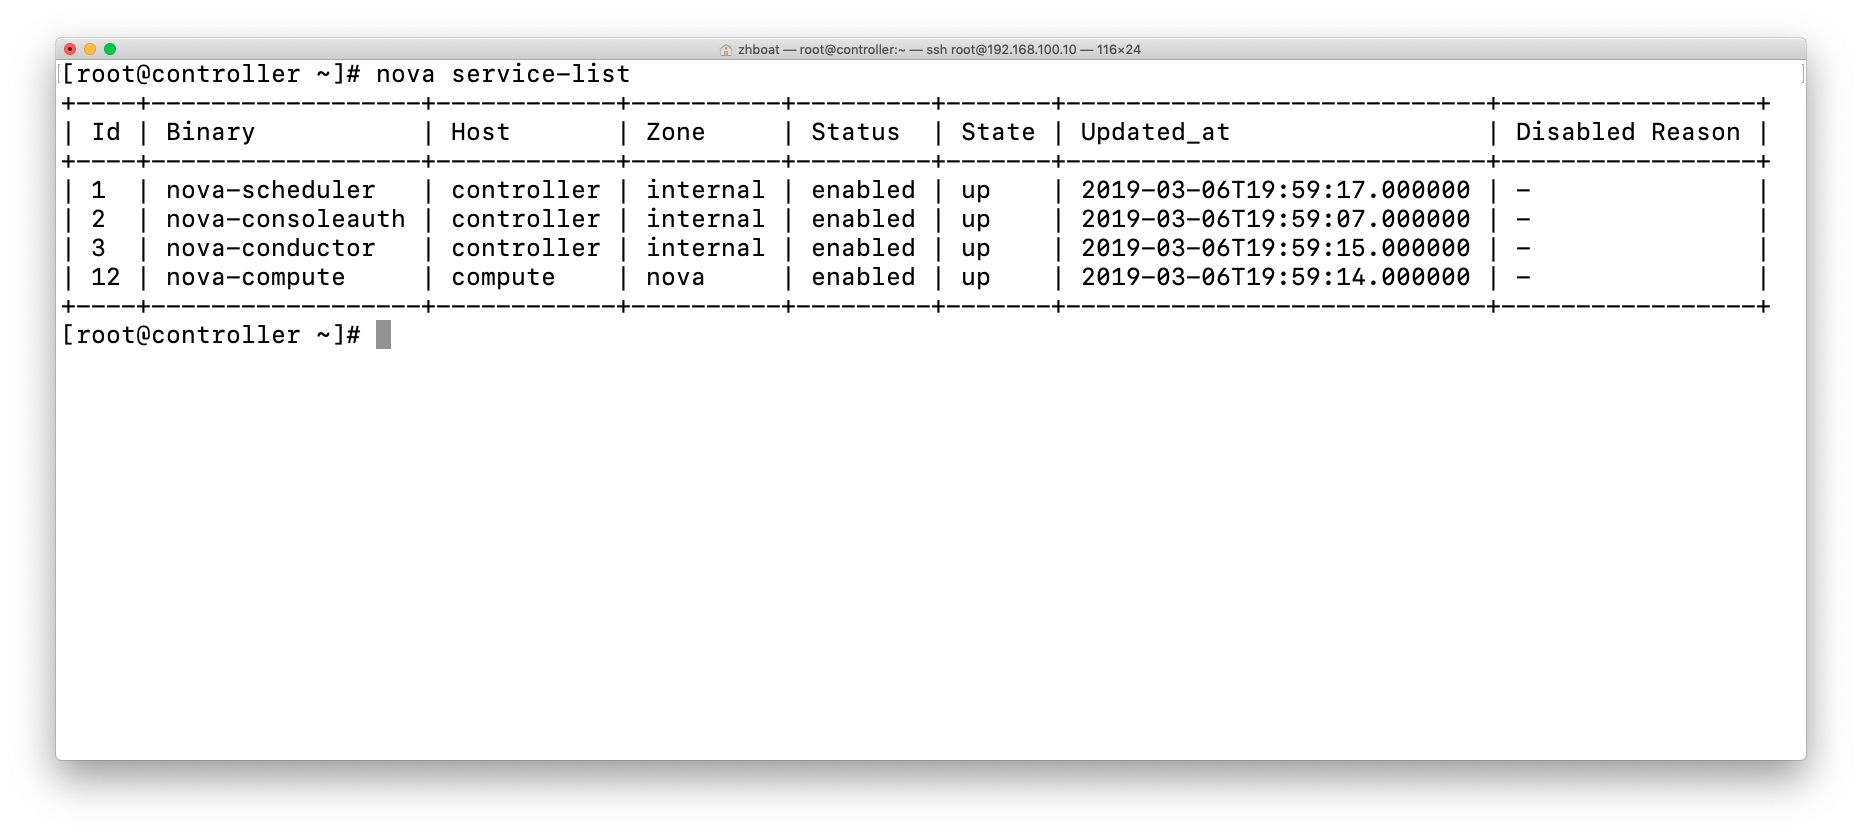 zhboat — root@controller:~ — ssh root@192.168.100.10 — 116×24
[root@controller ~]# nova service-list
+----+------------------+------------+----------+---------+-------+----------------------------+-----------------+
| Id | Binary           | Host       | Zone     | Status  | State | Updated_at                 | Disabled Reason |
+----+------------------+------------+----------+---------+-------+----------------------------+-----------------+
| 1  | nova-scheduler   | controller | internal | enabled | up    | 2019-03-06T19:59:17.000000 | -               |
| 2  | nova-consoleauth | controller | internal | enabled | up    | 2019-03-06T19:59:07.000000 | -               |
| 3  | nova-conductor   | controller | internal | enabled | up    | 2019-03-06T19:59:15.000000 | -               |
| 12 | nova-compute     | compute    | nova     | enabled | up    | 2019-03-06T19:59:14.000000 | -               |
+----+------------------+------------+----------+---------+-------+----------------------------+-----------------+
[root@controller ~]#